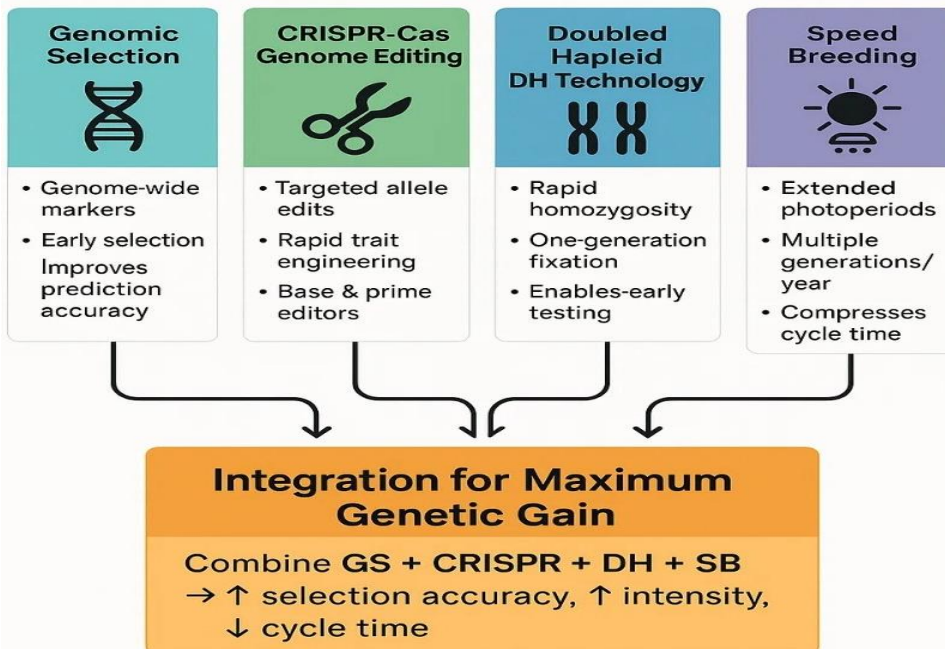 Genomic
Selection
• Genome-wide
markers
• Early selection
Improves
prediction
accuracy
CRISPR-Cas
Genome Editing
• Targeted allele
edits
• Rapid trait
engineering
• Base & prime
editors
Doubled
Hapleid
DH Technology
• Rapid
homozygosity
• One-generation
fixation
• Enables-early
testing
Speed
Breeding
• Extended
photoperiods
• Multiple
generations/
year
• Compresses
cycle time
Integration for Maximum
Genetic Gain
Combine GS + CRISPR + DH + SB
→ ↑ selection accuracy, ↑ intensity,
↓ cycle time